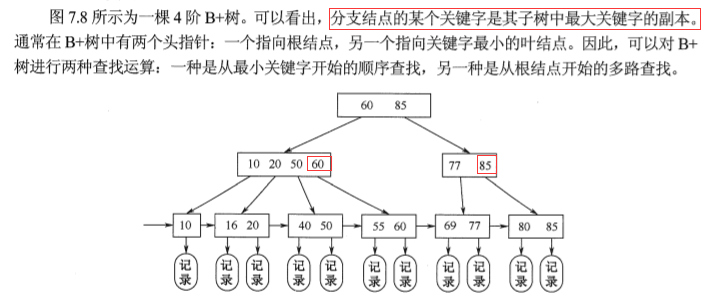 图 7.8 所示为一棵 4 阶 B+树。可以看出，分支结点的某个关键字是其子树中最大关键字的副本。
通常在 B+树中有两个头指针：一个指向根结点，另一个指向关键字最小的叶结点。因此，可以对 B+
树进行两种查找运算：一种是从最小关键字开始的顺序查找，另一种是从根结点开始的多路查找。
60 85
10 20 50 60
77 85
10
16 20
40 50
55 60
69 77
80 85
记录
记录
记录
记录
记录
记录
记录
记录
记录
记录
记录